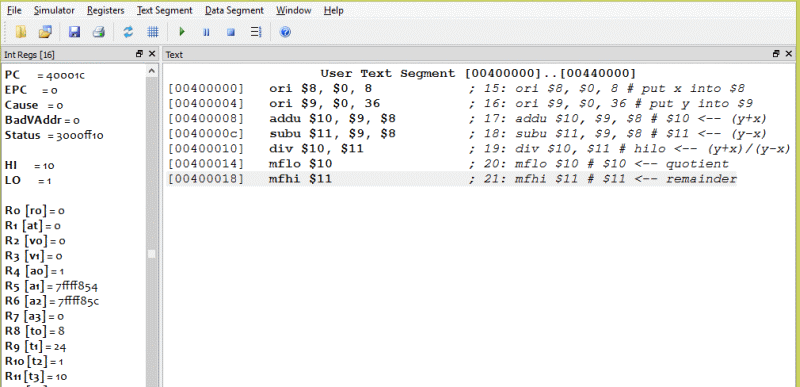 File Simulator Registers Text Segment Data Segment Window Help
Int Regs [16]
PC = 40001c
EPC = 0
Cause = 0
BadVAddr = 0
Status = 3000ff10
HI = 10
LO = 1
R0 [r0] = 0
R1 [at] = 0
R2 [v0] = 0
R3 [v1] = 0
R4 [a0] = 1
R5 [a1] = 7ffff854
R6 [a2] = 7ffff85c
R7 [a3] = 0
R8 [t0] = 8
R9 [t1] = 24
R10 [t2] = 1
R11 [t3] = 10
Text
User Text Segment [00400000]..[00440000]
[00400000] ori $8, $0, 8 ; 15: ori $8, $0, 8 # put x into $8
[00400004] ori $9, $0, 36 ; 16: ori $9, $0, 36 # put y into $9
[00400008] addu $10, $9, $8 ; 17: addu $10, $9, $8 # $10 <-- (y+x)
[0040000c] subu $11, $9, $8 ; 18: subu $11, $9, $8 # $11 <-- (y-x)
[00400010] div $10, $11 ; 19: div $10, $11 # hilo <-- (y+x)/(y-x)
[00400014] mflo $10 ; 20: mflo $10 # $10 <-- quotient
[00400018] mfhi $11 ; 21: mfhi $11 # $11 <-- remainder